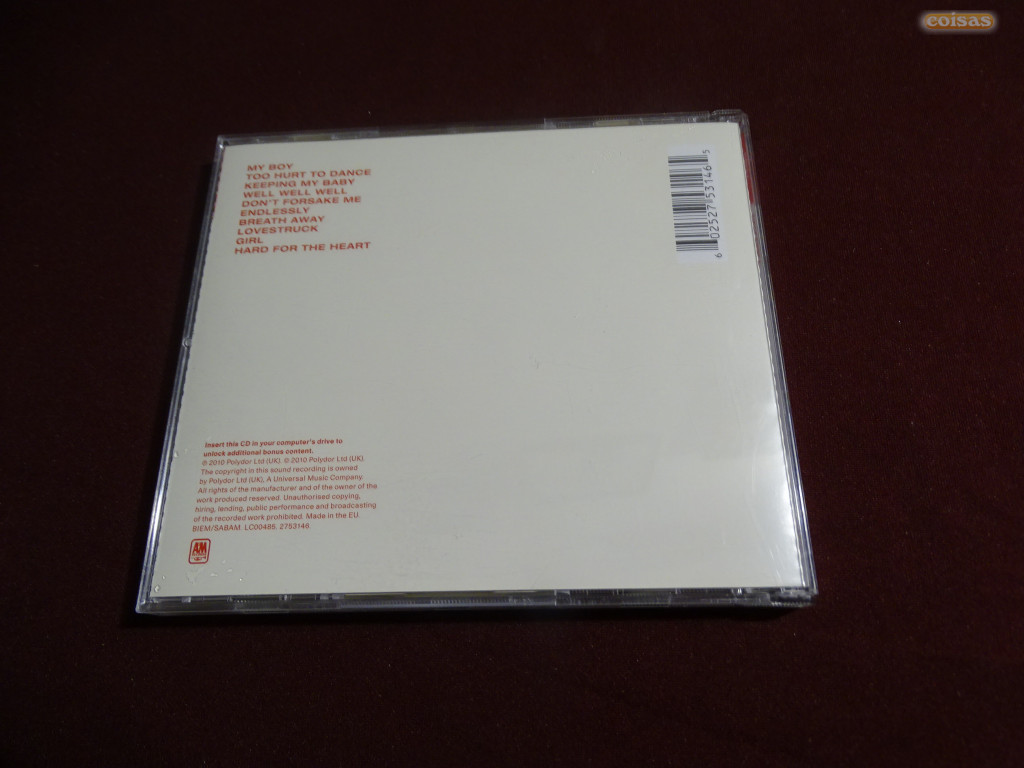 coisas
MY BOY
TOO HURT TO DANCE
KEEPING MY BABY
WELL WELL WELL
DON'T FORSAKE ME
ENDLESSLY
BREATH AWAY
LOVESTRUCK
GIRL
HARD FOR THE HEART
6 02527 53146 5
Insert this CD in your computer's drive to
unlock additional bonus content.
℗ 2010 Polydor Ltd (UK). © 2010 Polydor Ltd (UK).
The copyright in this sound recording is owned
by Polydor Ltd (UK), A Universal Music Company
All rights of the manufacturer and of the owner of the
work produced reserved. Unauthorised copying,
hiring, lending, public performance and broadcasting
of the recorded work prohibited. Made in the EU.
BIEM/SABAM. LC00485. 2753146
AM